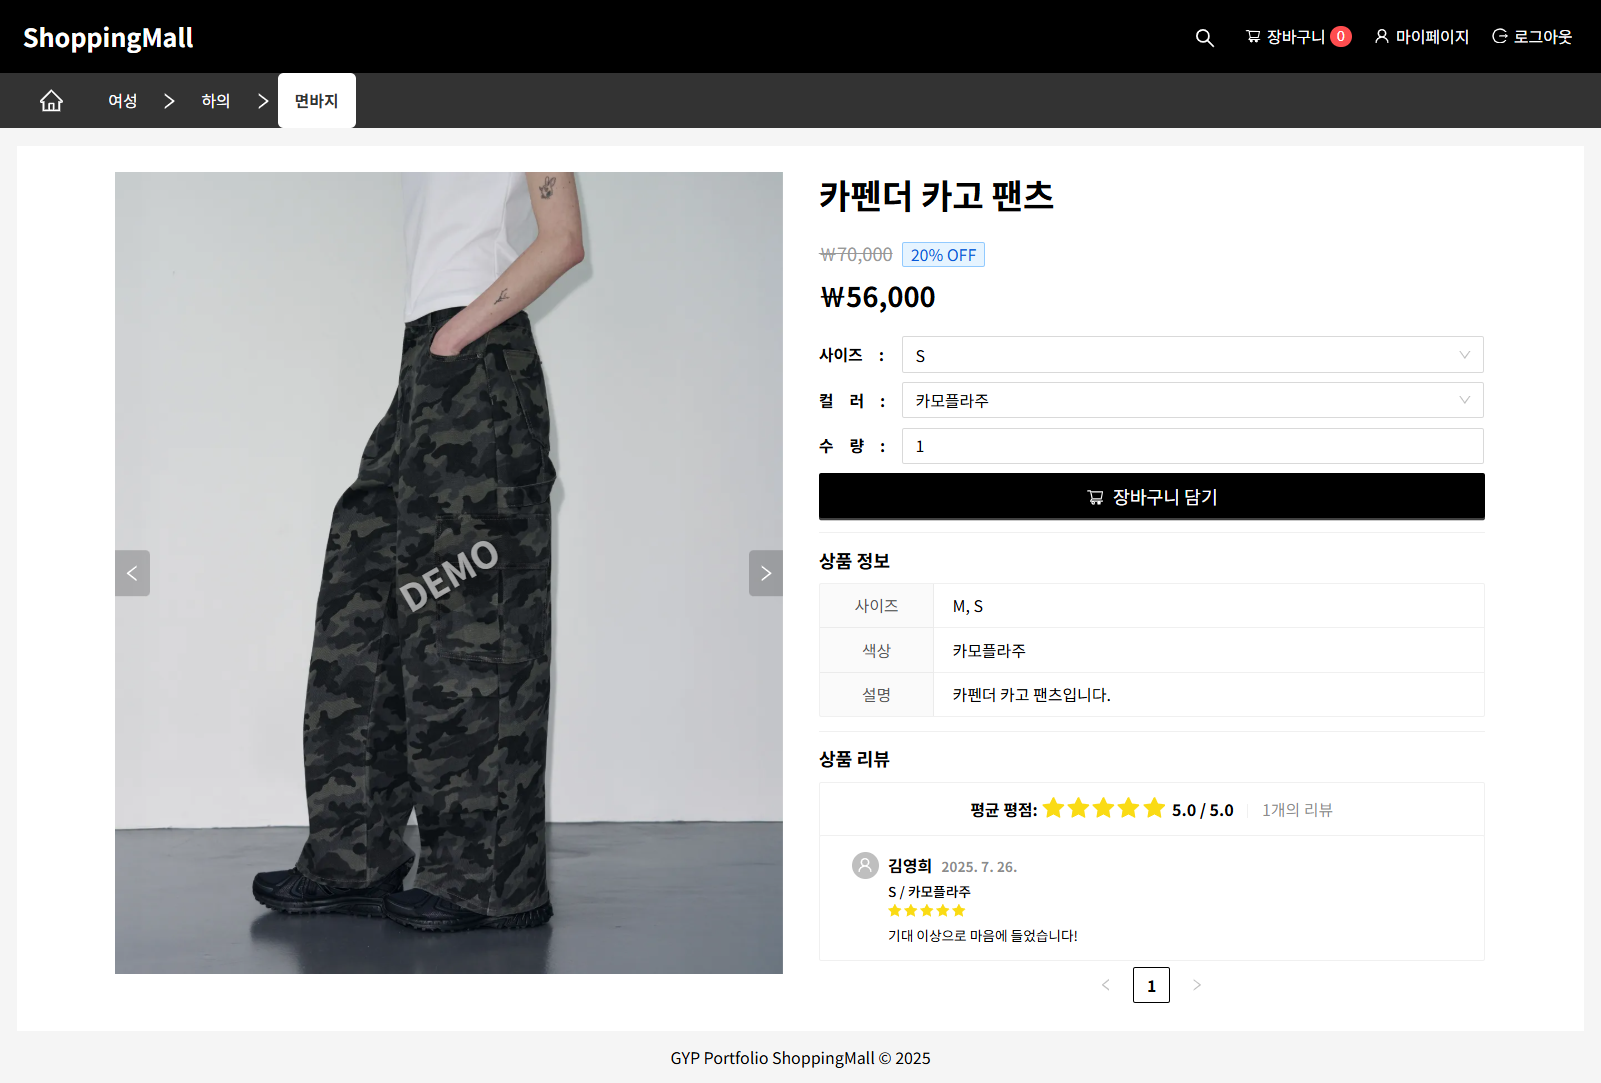 ShoppingMall
장바구니 0 마이페이지 로그아웃
여성 하의 면바지
DEMO
카펜더 카고 팬츠
₩70,000 20% OFF
₩56,000
사이즈 : S
컬 러 : 카모플라주
수 량 : 1
장바구니 담기
상품 정보
사이즈 M, S
색상 카모플라주
설명 카펜더 카고 팬츠입니다.
상품 리뷰
평균 평점: 5.0 / 5.0 1개의 리뷰
김영희 2025. 7. 26.
S / 카모플라주
기대 이상으로 마음에 들었습니다!
1
GYP Portfolio ShoppingMall © 2025